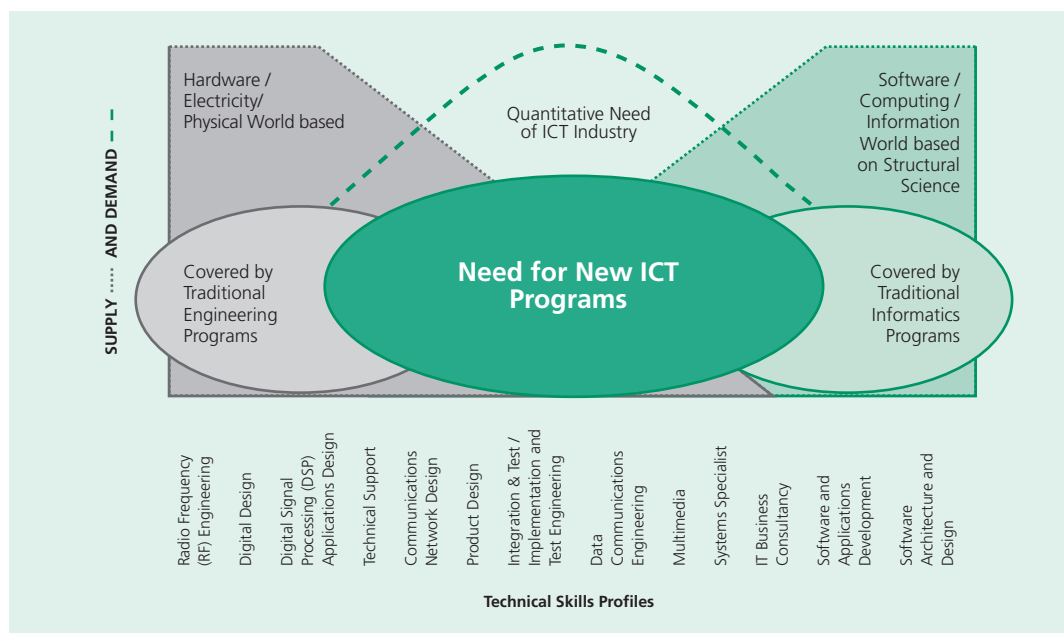 Hardware /
Electricity/
Physical World based
Quantitative Need
of ICT Industry
Software /
Computing /
Information
World based
on Structural
Science
SUPPLY ····· AND DEMAND – –
Covered by
Traditional
Engineering
Programs
Need for New ICT
Programs
Covered by
Traditional
Informatics
Programs
Radio Frequency
(RF) Engineering
Digital Design
Digital Signal
Processing (DSP)
Applications Design
Technical Support
Communications
Network Design
Product Design
Integration & Test /
Implementation and
Test Engineering
Data
Communications
Engineering
Multimedia
Systems Specialist
IT Business
Consultancy
Software and
Applications
Development
Software
Architecture and
Design
Technical Skills Profiles